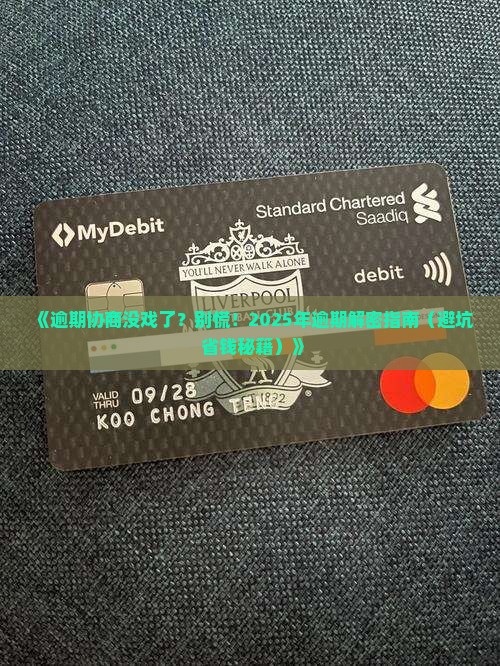 MyDebit
Standard Chartered
Saadiq
YOU'LL NEVER WALK ALONE
debit
LIVERPOOL
《逾期协商没戏了？别慌！2025年逾期解密指南（避坑
省钱秘籍）》
VALID
THRU
09/28
KOO CHONG
1892